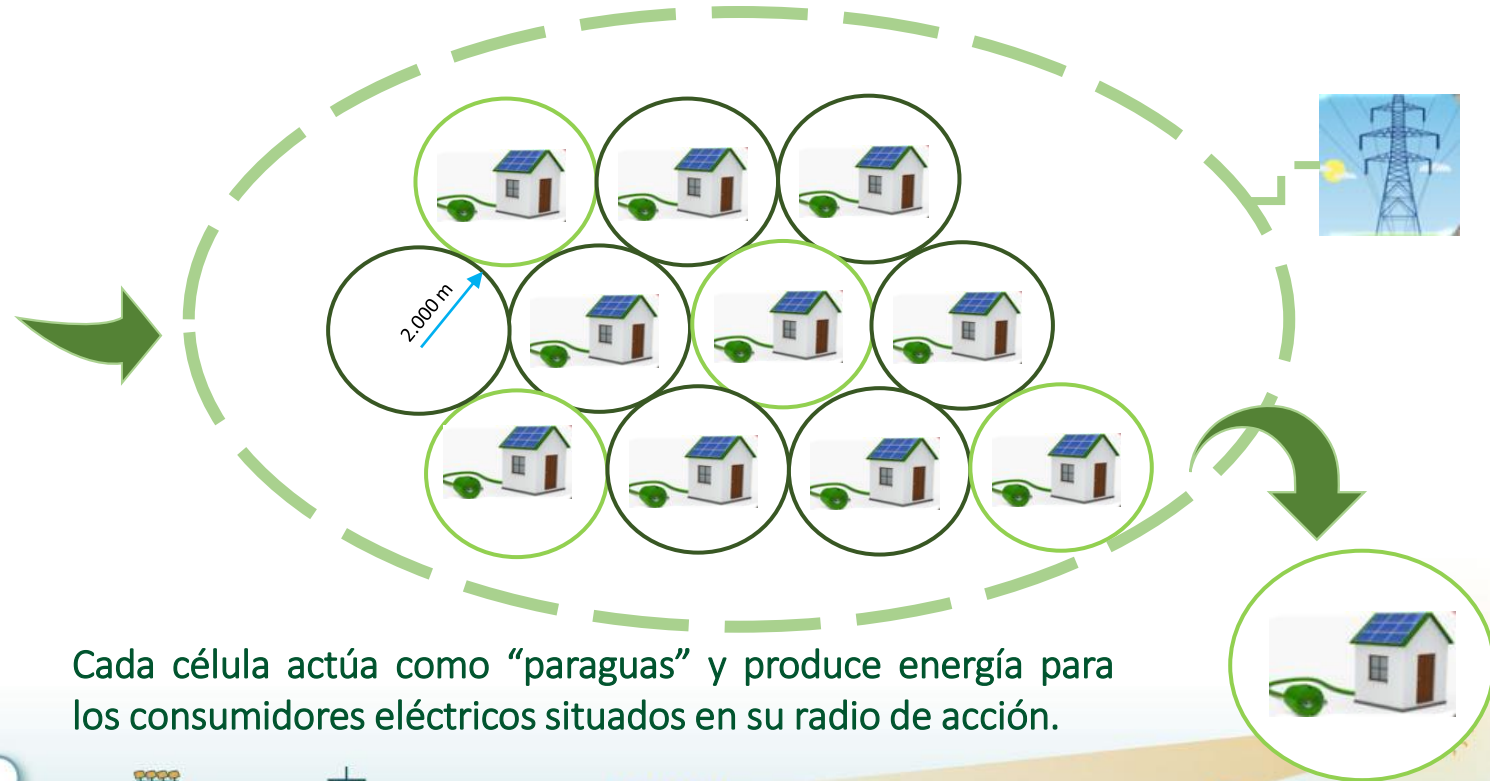 2.000 m
Cada célula actúa como “paraguas” y produce energía para
los consumidores eléctricos situados en su radio de acción.